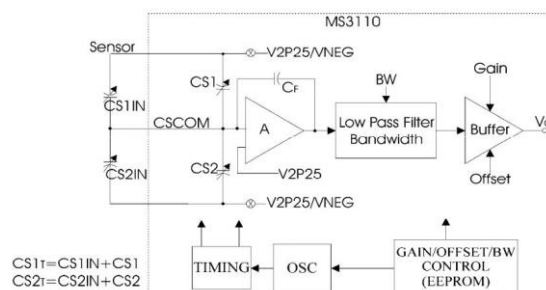 MS3110
Sensor
V2P25/VNEG
CS1
CF
BW
Gain
CS1IN
CSCOM
A
Low Pass Filter
Bandwidth
Buffer
CS2
V2P25
CS2IN
Offset
V2P25/VNEG
CS1T=CS1IN+CS1
CS2T=CS2IN+CS2
TIMING
OSC
GAIN/OFFSET/BW
CONTROL
(EEPROM)